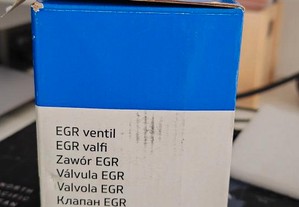 EGR ventil
EGR valfi
Zawór EGR
Válvula EGR
Valvola EGR
Клапан EGR